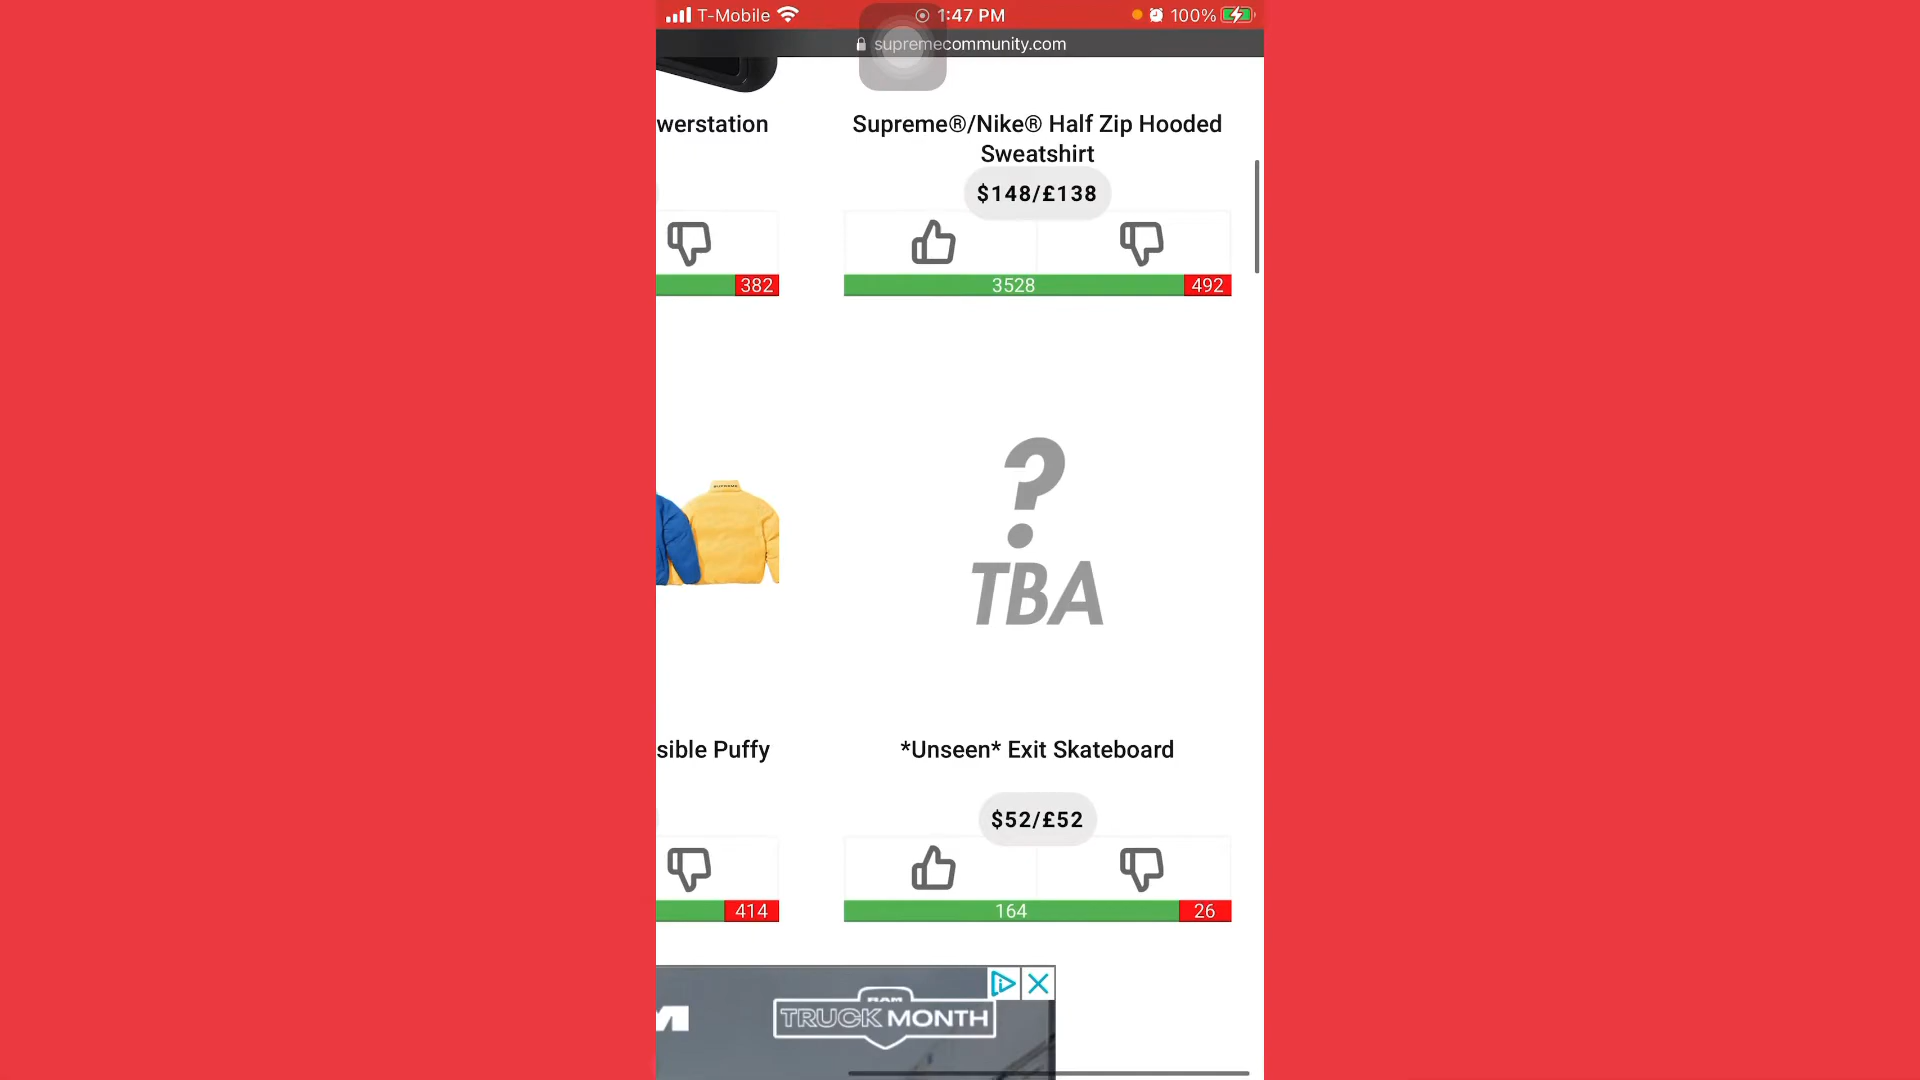 T-Mobile 1:47 PM 100%
supremecommunity.com
werstation
Supreme®/Nike® Half Zip Hooded
Sweatshirt
$148/£138
382
3528 492
?
TBA
sible Puffy
*Unseen* Exit Skateboard
$52/£52
414
164 26
RAM
TRUCK MONTH